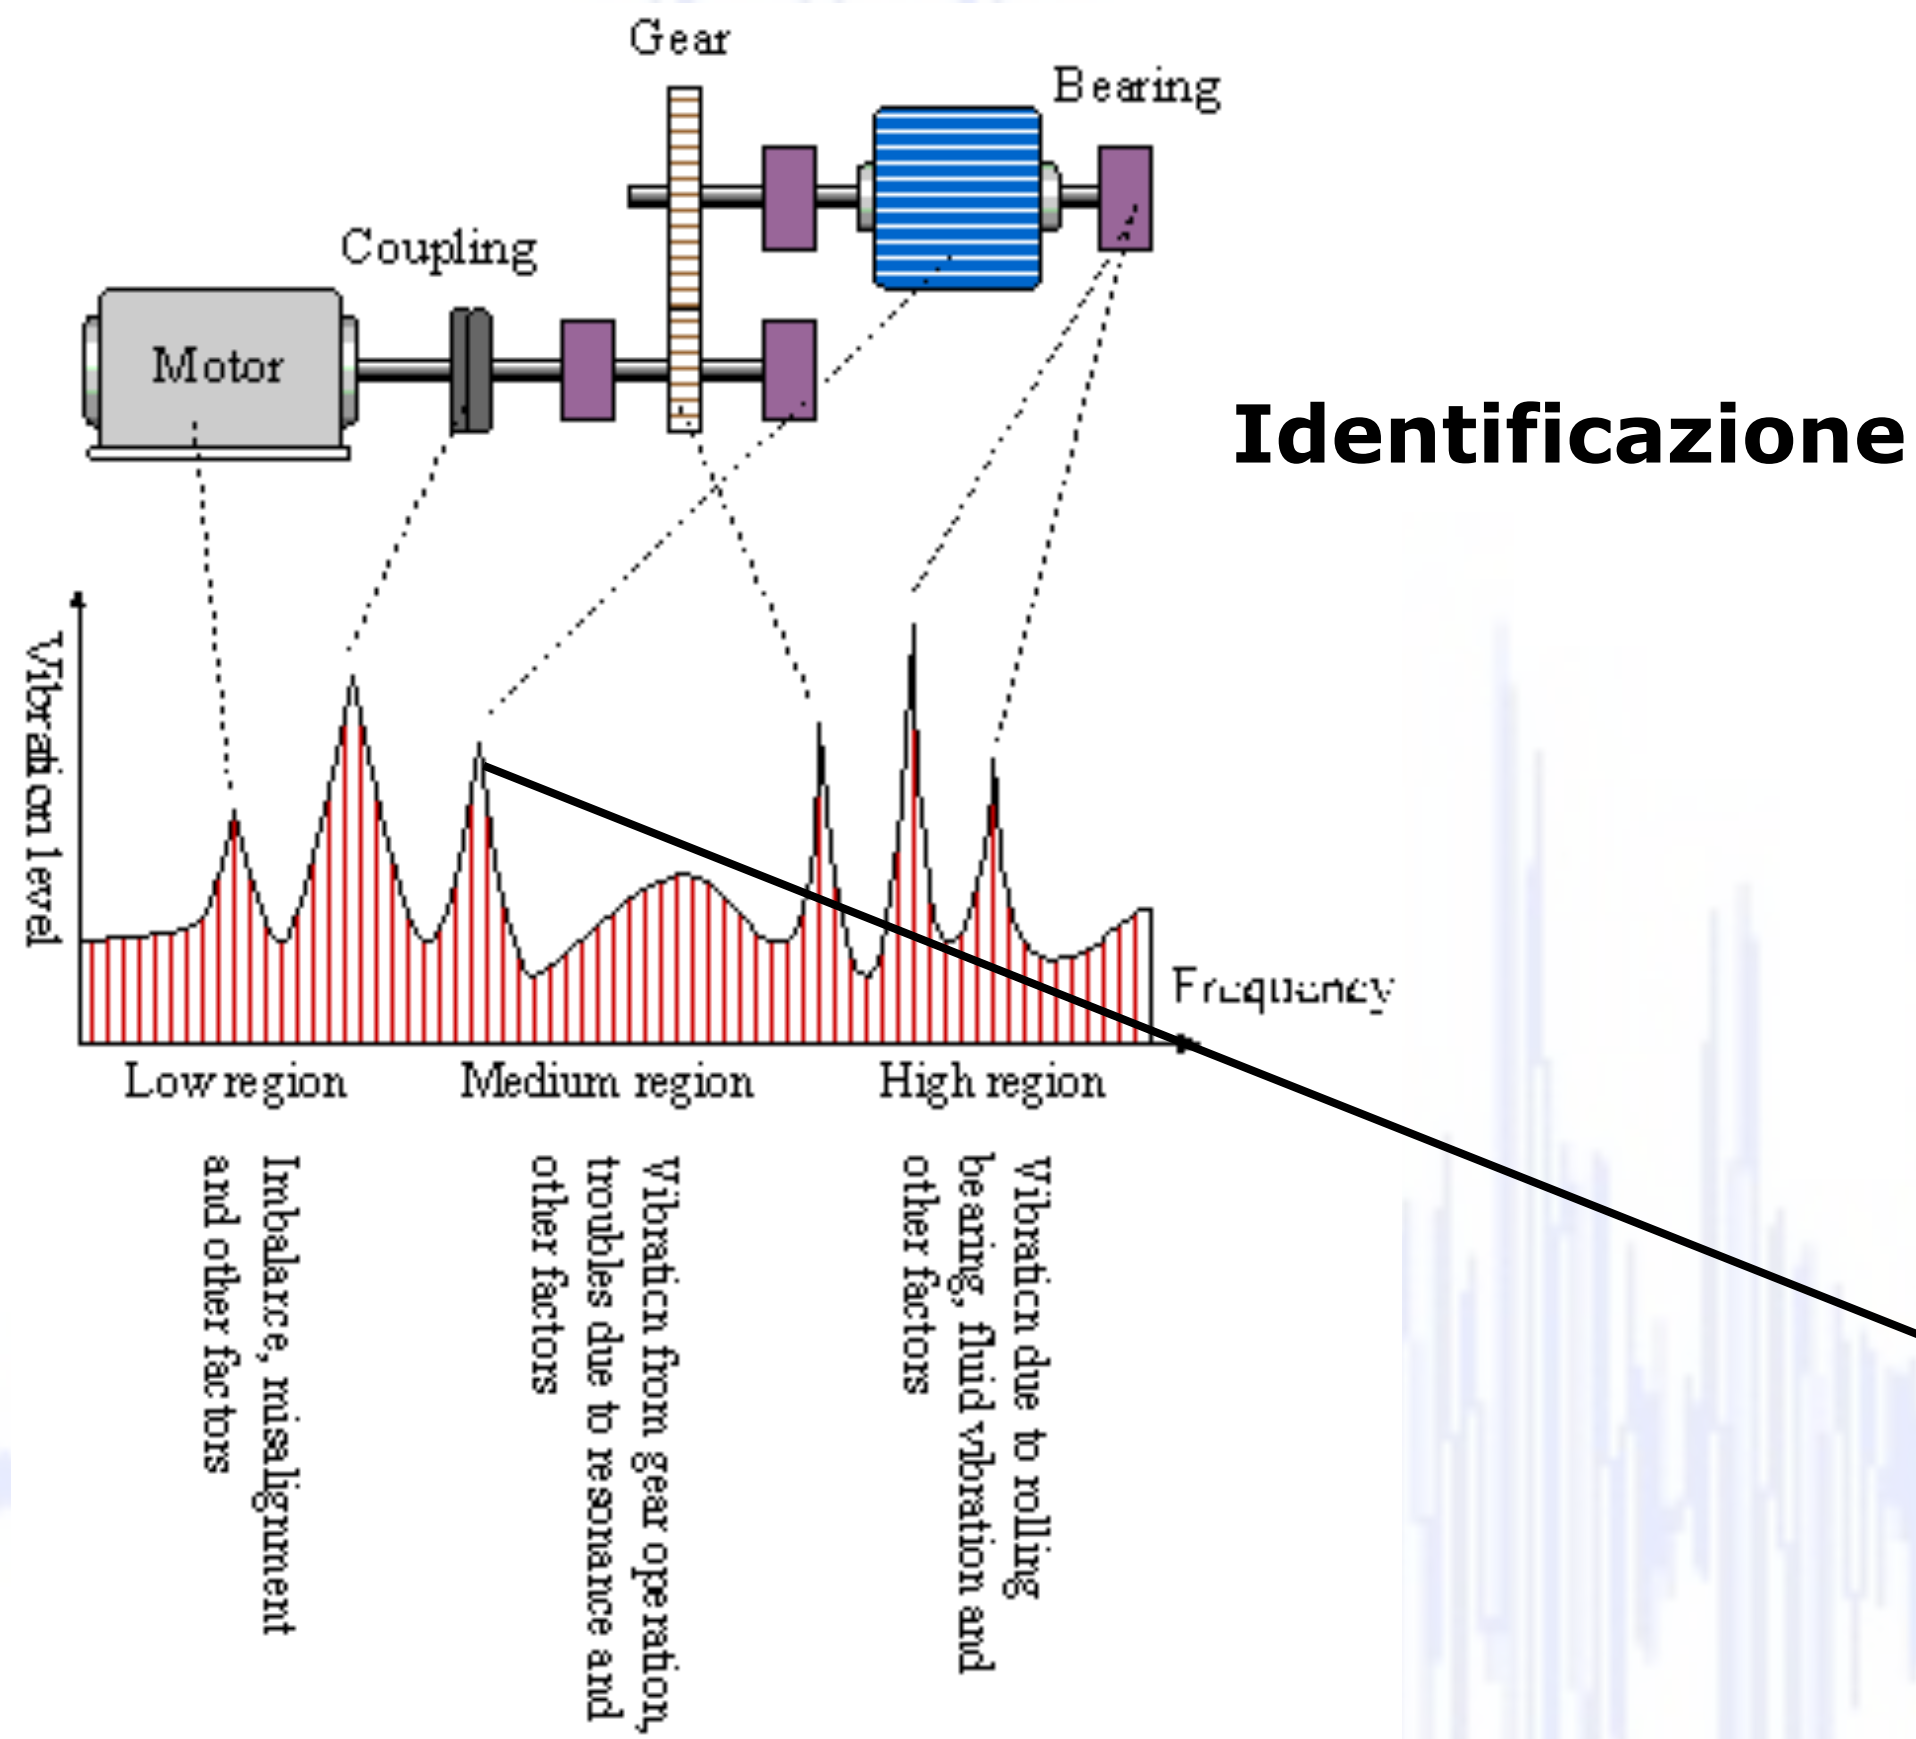 Gear
Bearing
Coupling
Motor
Identificazione
Vibration level
Frequency
Low region
Medium region
High region
Imbalance, misalignment
and other factors
Vibration from gear operation,
troubles due to resonance and
other factors
Vibration due to rolling
bearing, fluid vibration and
other factors